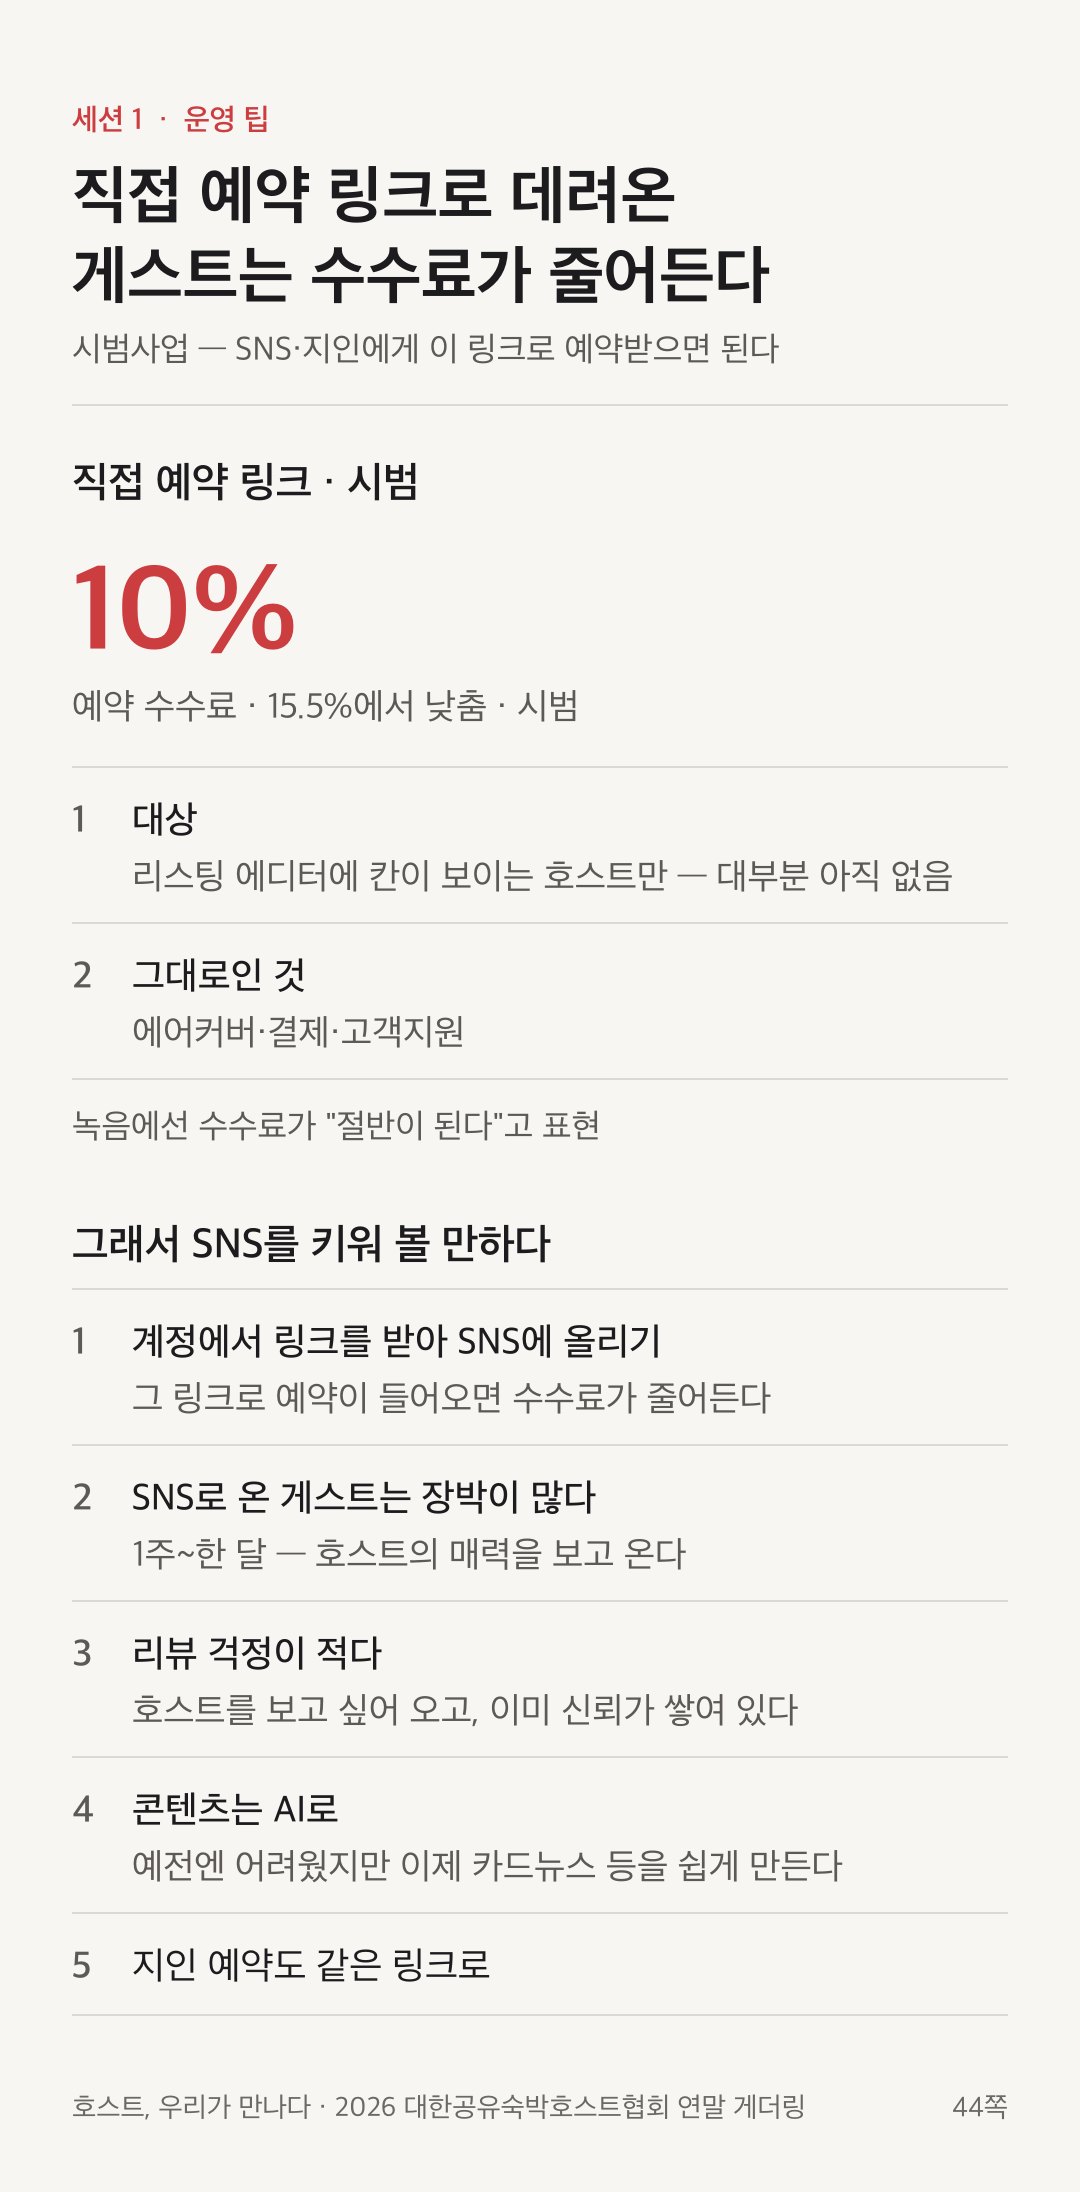 세션 1 · 운영 팁
직접 예약 링크로 데려온
게스트는 수수료가 줄어든다
시범사업 — SNS·지인에게 이 링크로 예약받으면 된다
직접 예약 링크 · 시범
10%
예약 수수료 · 15.5%에서 낮춤 · 시범
1 대상
리스팅 에디터에 칸이 보이는 호스트만 — 대부분 아직 없음
2 그대로인 것
에어커버·결제·고객지원
녹음에선 수수료가 "절반이 된다"고 표현
그래서 SNS를 키워 볼 만하다
1 계정에서 링크를 받아 SNS에 올리기
그 링크로 예약이 들어오면 수수료가 줄어든다
2 SNS로 온 게스트는 장박이 많다
1주~한 달 — 호스트의 매력을 보고 온다
3 리뷰 걱정이 적다
호스트를 보고 싶어 오고, 이미 신뢰가 쌓여 있다
4 콘텐츠는 AI로
예전엔 어려웠지만 이제 카드뉴스 등을 쉽게 만든다
5 지인 예약도 같은 링크로
호스트, 우리가 만나다 · 2026 대한공유숙박호스트협회 연말 게더링 44쪽